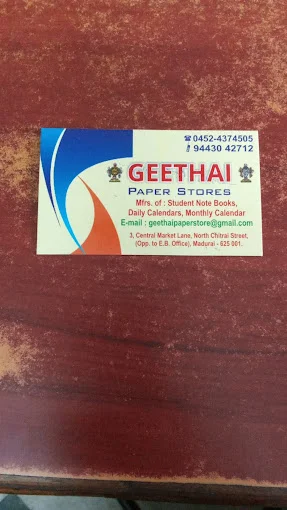 ☎ 0452-4374505
94430 42712
GEETHAI
PAPER STORES
Mfrs. of : Student Note Books,
Daily Calendars, Monthly Calendar
E-mail : geethaipaperstore@gmail.com
3, Central Market Lane, North Chitrai Street,
(Opp. to E.B. Office), Madurai - 625 001.